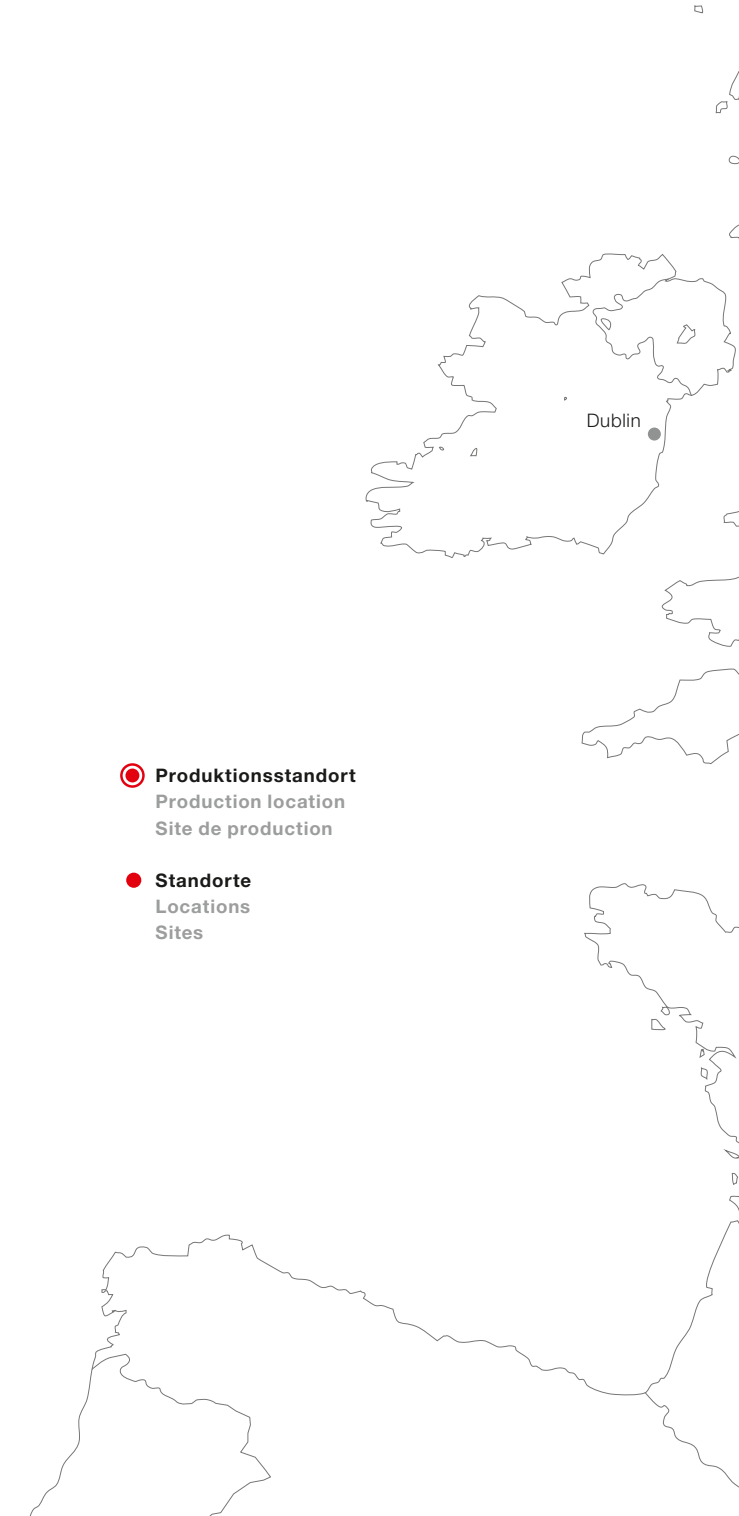 Dublin
Produktionsstandort
Production location
Site de production
Standorte
Locations
Sites